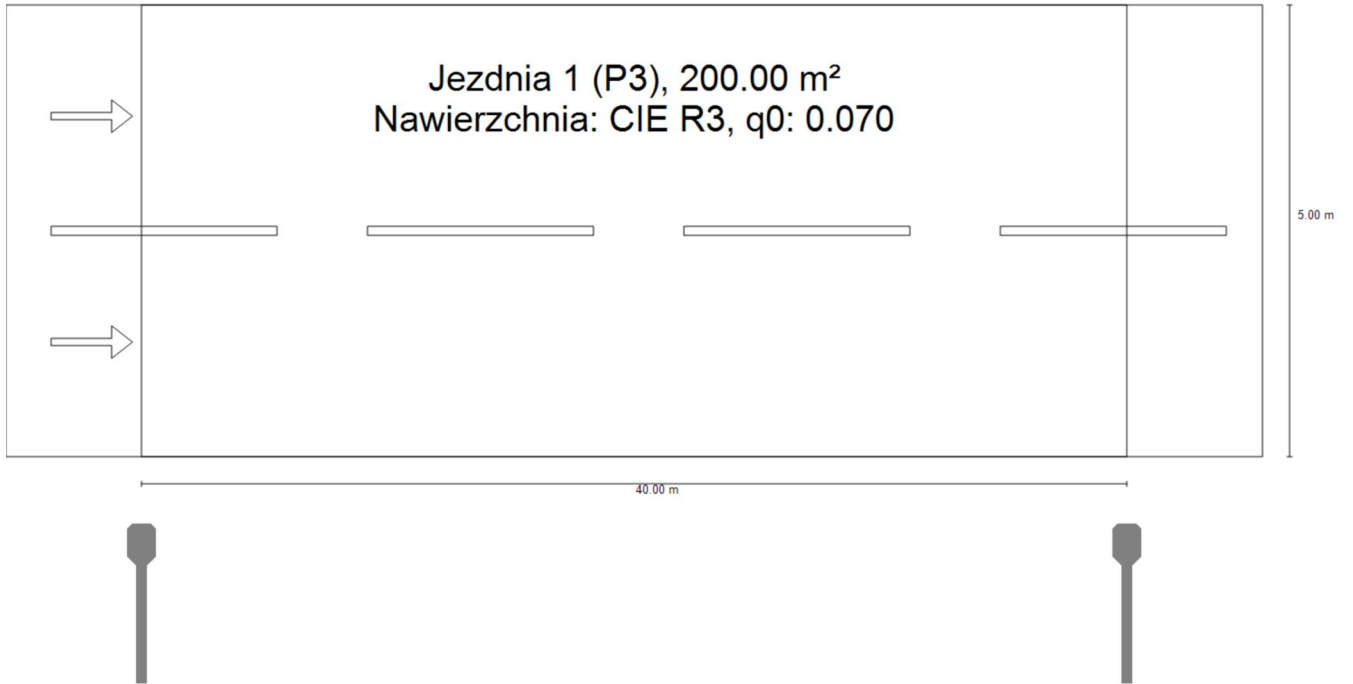 Jezdnia 1 (P3), 200.00 m²
Nawierzchnia: CIE R3, q0: 0.070
5.00 m
40.00 m